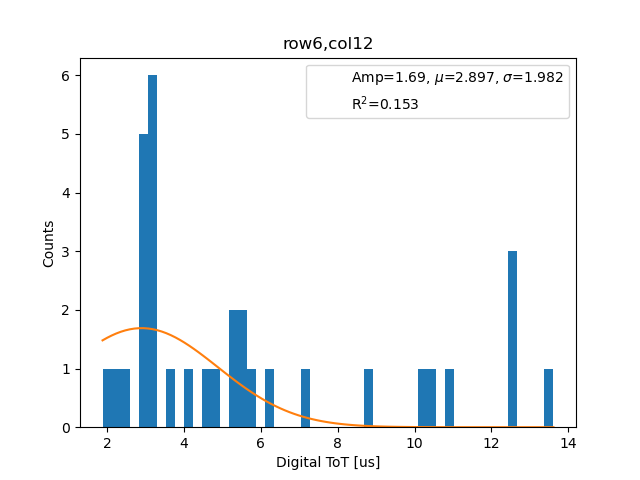 row6,col12
Amp=1.69, μ=2.897, σ=1.982
R²=0.153
6
5
4
3
2
1
0
Counts
2 4 6 8 10 12 14
Digital ToT [us]